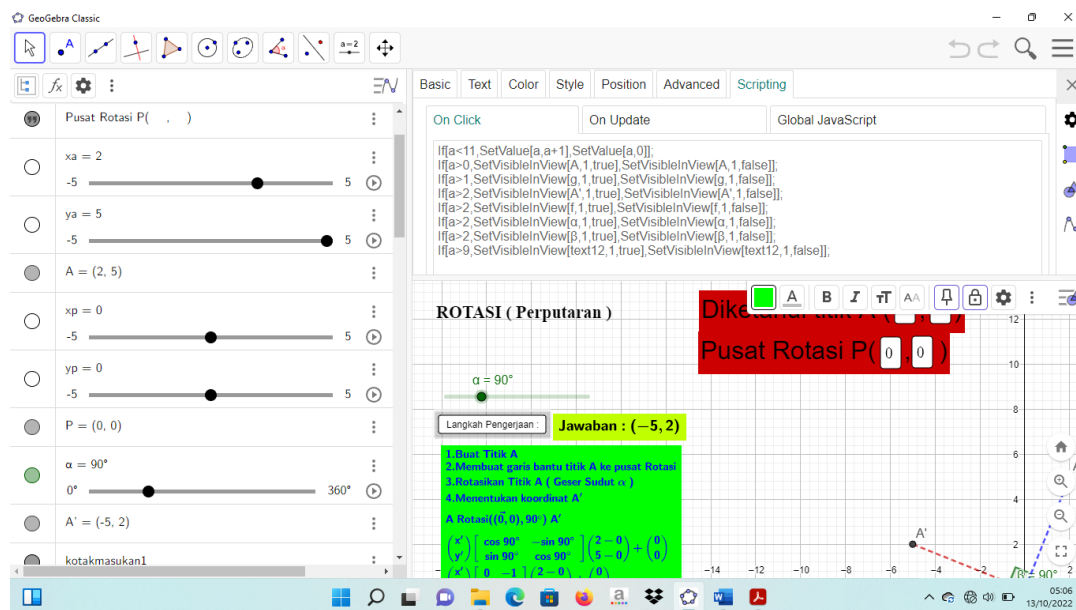 GeoGebra Classic
A
a=2
Basic Text Color Style Position Advanced Scripting
Pusat Rotasi P( , )
On Click On Update Global JavaScript
xa = 2
-5 5
ya = 5
-5 5
A = (2, 5)
xp = 0
-5 5
yp = 0
-5 5
P = (0, 0)
α = 90°
0° 360°
A' = (-5, 2)
kotakmasukan1
If[a<11,SetValue[a,a+1],SetValue[a,0]];
If[a>0,SetVisibleInView[A,1,true],SetVisibleInView[A,1,false]];
If[a>1,SetVisibleInView[g,1,true],SetVisibleInView[g,1,false]];
If[a>2,SetVisibleInView[A',1,true],SetVisibleInView[A',1,false]];
If[a>2,SetVisibleInView[f,1,true],SetVisibleInView[f,1,false]];
If[a>2,SetVisibleInView[α,1,true],SetVisibleInView[α,1,false]];
If[a>2,SetVisibleInView[β,1,true],SetVisibleInView[β,1,false]];
If[a>9,SetVisibleInView[text12,1,true],SetVisibleInView[text12,1,false]];
A B I TT AA
ROTASI ( Perputaran )
Pusat Rotasi P( 0 , 0 )
α = 90°
Langkah Pengerjaan : Jawaban : (−5, 2)
1.Buat Titik A
2.Membuat garis bantu titik A ke pusat Rotasi
3.Rotasikan Titik A ( Geser Sudut α )
4.Menentukan koordinat A′
A Rotasi((0, 0), 90°) A′
(x′ y′) [cos 90° −sin 90° sin 90° cos 90°] (2 − 0 5 − 0) + (0 0)
(x′ [ 0 −1 ] (2 − 0) (0)
12
10
8
6
4
2
A'
β = 90°
−14 −12 −10 −8 −6 −4 −2 2
05:06
13/10/2022